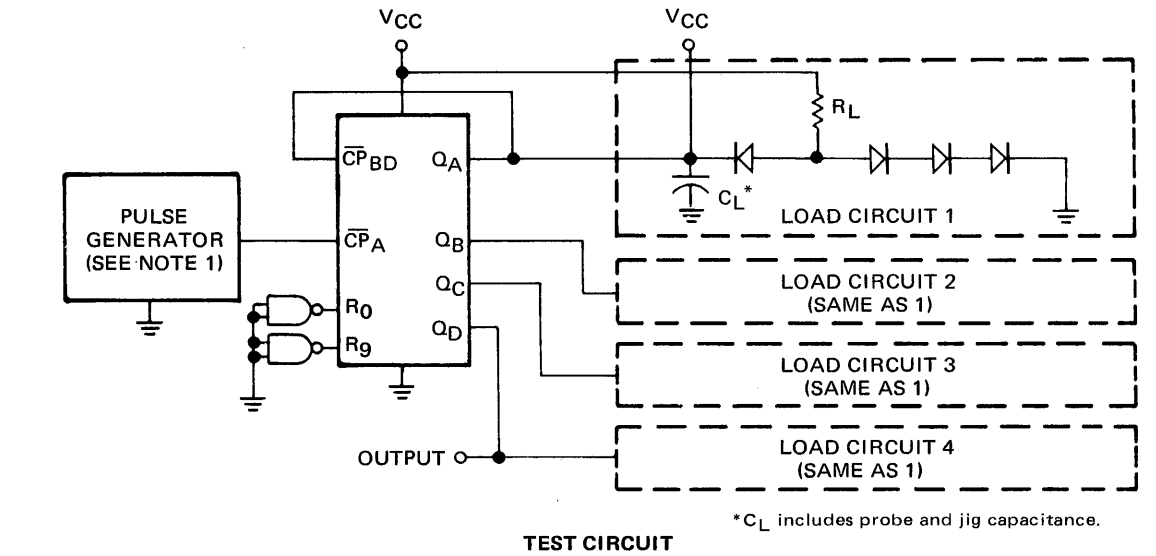 VCC
VCC
RL
CPBD
QA
CL*
LOAD CIRCUIT 1
PULSE
GENERATOR
(SEE NOTE 1)
CPA
QB
QC
R0
QD
R9
LOAD CIRCUIT 2
(SAME AS 1)
LOAD CIRCUIT 3
(SAME AS 1)
OUTPUT
LOAD CIRCUIT 4
(SAME AS 1)
*CL includes probe and jig capacitance.
TEST CIRCUIT